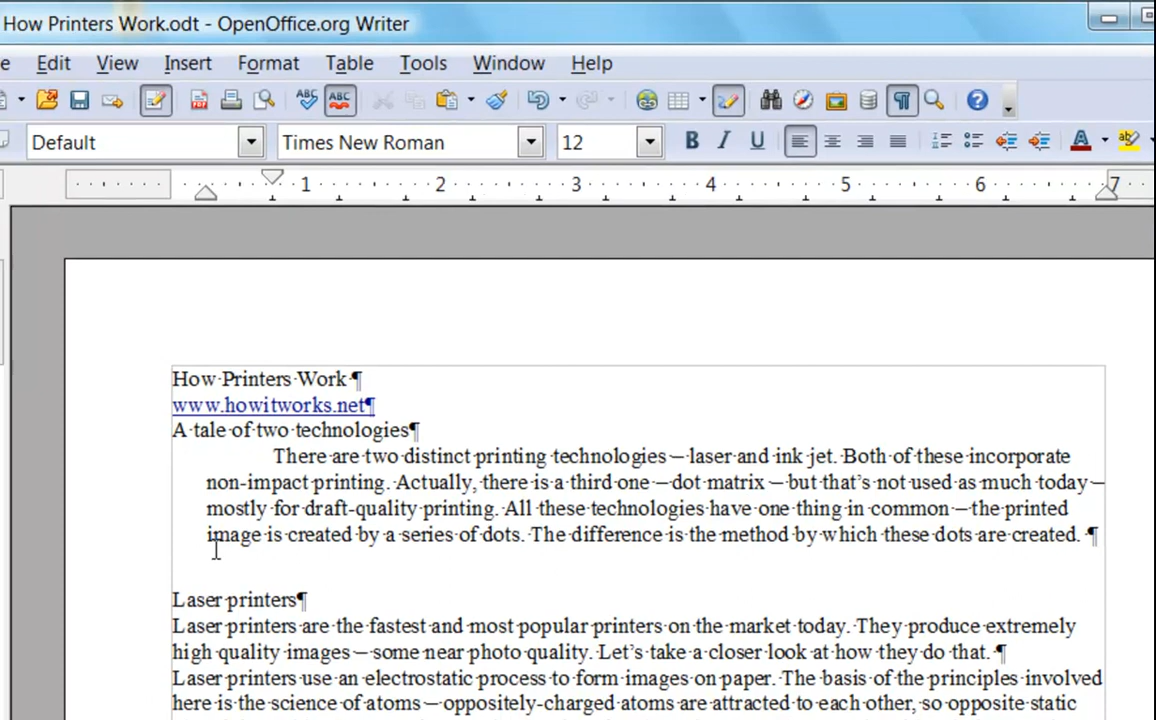 How Printers Work.odt - OpenOffice.org Writer
Edit View Insert Format Table Tools Window Help
Default Times New Roman 12 B I U A
1 2 3 4 5 6 7
How Printers Work ¶
www.howitworks.net¶
A tale of two technologies¶
There are two distinct printing technologies – laser and ink jet. Both of these incorporate
non-impact printing. Actually, there is a third one – dot matrix – but that’s not used as much today –
mostly for draft-quality printing. All these technologies have one thing in common – the printed
image is created by a series of dots. The difference is the method by which these dots are created. ¶
Laser printers¶
Laser printers are the fastest and most popular printers on the market today. They produce extremely
high quality images – some near photo quality. Let’s take a closer look at how they do that. ¶
Laser printers use an electrostatic process to form images on paper. The basis of the principles involved
here is the science of atoms – oppositely-charged atoms are attracted to each other, so opposite static